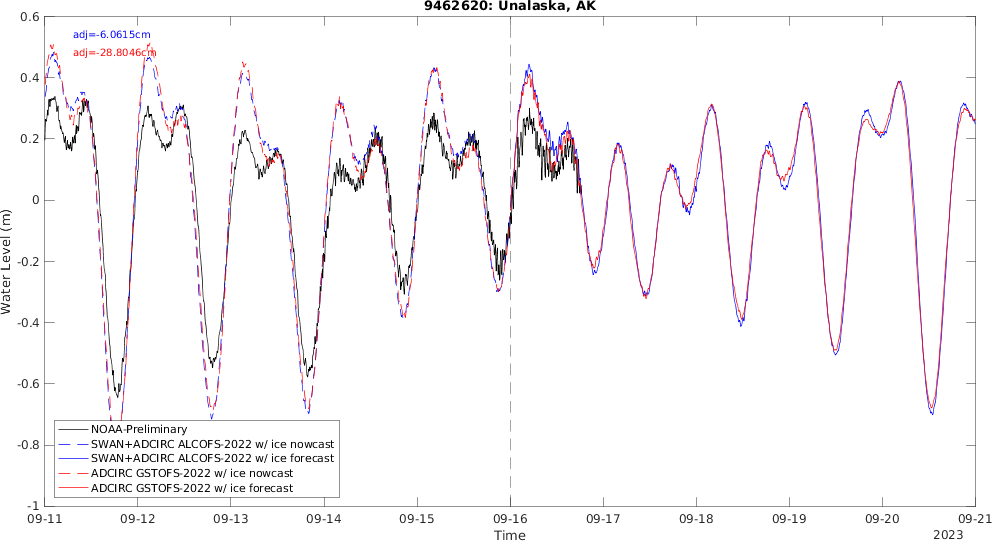 9462620: Unalaska, AK
adj=-6.0615cm
adj=-28.8046cm
Water Level (m)
0.6
0.4
0.2
0
-0.2
-0.4
-0.6
-0.8
-1
NOAA-Preliminary
SWAN+ADCIRC ALCOFS-2022 w/ ice nowcast
SWAN+ADCIRC ALCOFS-2022 w/ ice forecast
ADCIRC GSTOFS-2022 w/ ice nowcast
ADCIRC GSTOFS-2022 w/ ice forecast
09-11 09-12 09-13 09-14 09-15 09-16 09-17 09-18 09-19 09-20 09-21
Time
2023